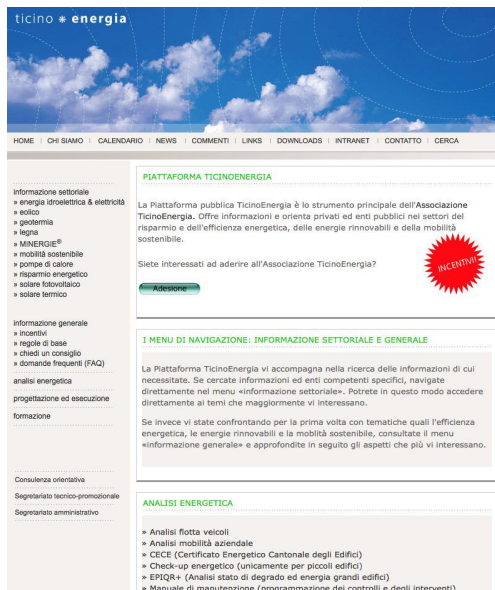 ticino * energia
HOME | CHI SIAMO | CALENDARIO | NEWS | COMMENTI | LINKS | DOWNLOADS | INTRANET | CONTATTO | CERCA
informazione settoriale
» energia idroelettrica & elettricità
» eolico
» geotermia
» legna
» MINERGIE®
» mobilità sostenibile
» pompe di calore
» risparmio energetico
» solare fotovoltaico
» solare termico
informazione generale
» incentivi
» regole di base
» chiedi un consiglio
» domande frequenti (FAQ)
analisi energetica
progettazione ed esecuzione
formazione
Consulenza orientativa
Segretariato tecnico-promozionale
Segretariato amministrativo
PIATTAFORMA TICINOENERGIA
La Piattaforma pubblica TicinoEnergia è lo strumento principale dell'Associazione
TicinoEnergia. Offre informazioni e orienta privati ed enti pubblici nei settori del
risparmio e dell'efficienza energetica, delle energie rinnovabili e della mobilità
sostenibile.
Siete interessati ad aderire all'Associazione TicinoEnergia?
INCENTIVI!!
Adesione
I MENU DI NAVIGAZIONE: INFORMAZIONE SETTORIALE E GENERALE
La Piattaforma TicinoEnergia vi accompagna nella ricerca delle informazioni di cui
necessitate. Se cercate informazioni ed enti competenti specifici, navigate
direttamente nel menu «informazione settoriale». Potrete in questo modo accedere
direttamente ai temi che maggiormente vi interessano.
Se invece vi state confrontando per la prima volta con tematiche quali l'efficienza
energetica, le energie rinnovabili e la moblità sostenibile, consultate il menu
«informazione generale» e approfondite in seguito gli aspetti che più vi interessano.
ANALISI ENERGETICA
» Analisi flotta veicoli
» Analisi mobilità aziendale
» CECE (Certificato Energetico Cantonale degli Edifici)
» Check-up energetico (unicamente per piccoli edifici)
» EPIQR+ (Analisi stato di degrado ed energia grandi edifici)
» Manuale di manutenzione (programmazione dei controlli e degli interventi)